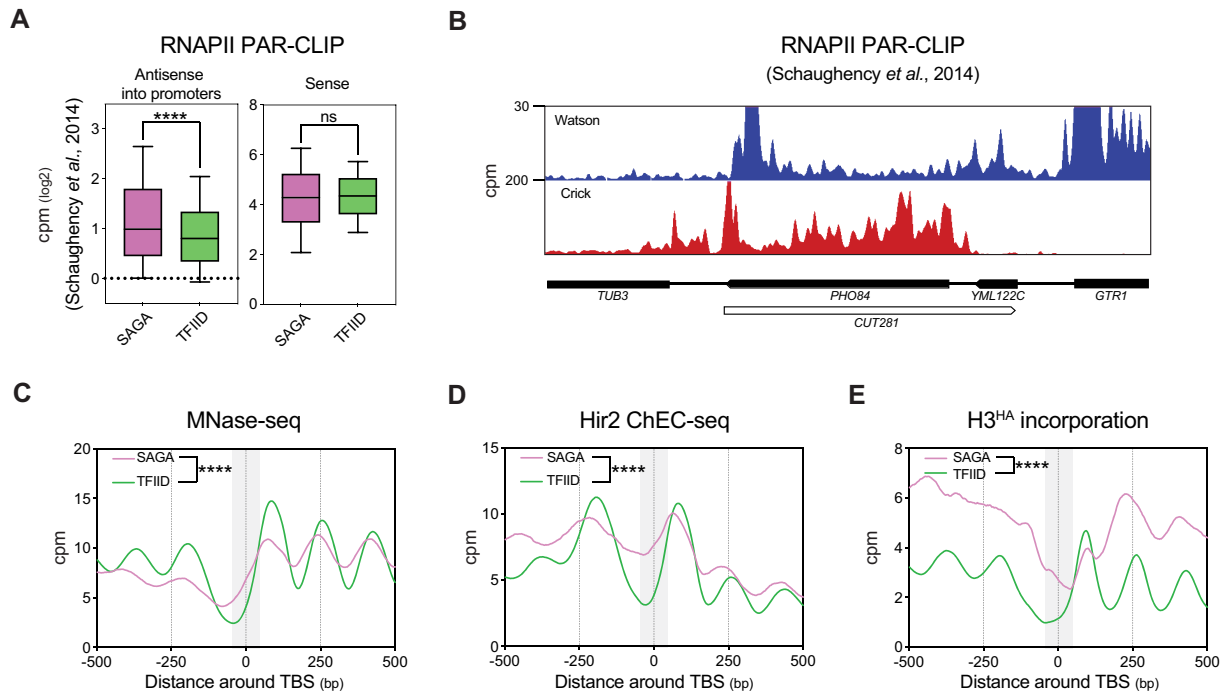 A
RNAPII PAR-CLIP
Antisense
into promoters
Sense
cpm (log2)
(Schaughency et al., 2014)
3
2
1
0
****
SAGA
TFIID
8
6
4
2
0
ns
SAGA
TFIID
B
RNAPII PAR-CLIP
(Schaughency et al., 2014)
cpm
30
Watson
200
Crick
TUB3
PHO84
YML122C
GTR1
CUT281
C
MNase-seq
cpm
20
15
10
5
0
SAGA
TFIID
****
-500
-250
0
250
500
Distance around TBS (bp)
D
Hir2 ChEC-seq
cpm
15
10
5
0
SAGA
TFIID
****
-500
-250
0
250
500
Distance around TBS (bp)
E
H3HA incorporation
cpm
8
6
4
2
0
SAGA
TFIID
****
-500
-250
0
250
500
Distance around TBS (bp)